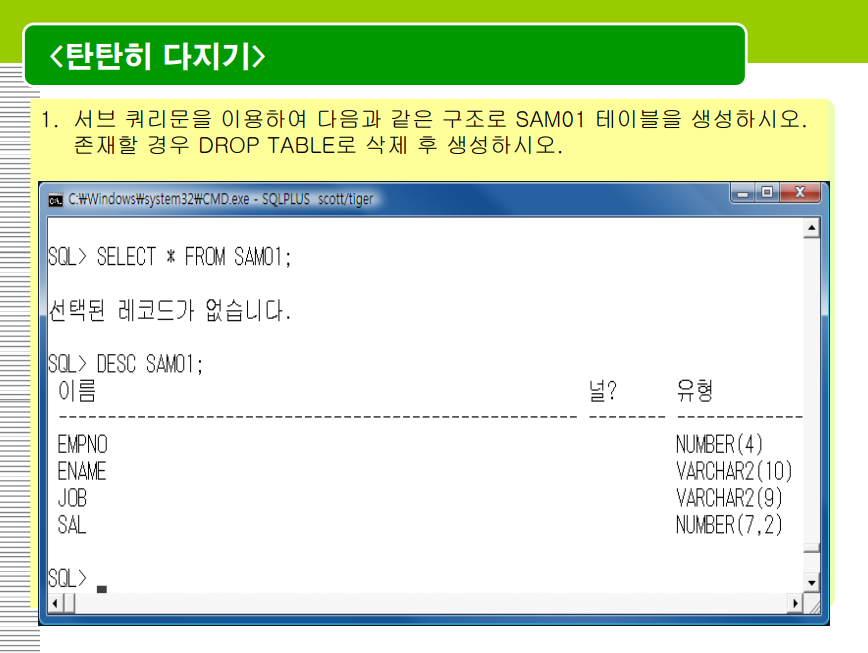 <탄탄히 다지기>
1. 서브 쿼리문을 이용하여 다음과 같은 구조로 SAM01 테이블을 생성하시오.
존재할 경우 DROP TABLE로 삭제 후 생성하시오.
C:₩Windows₩system32₩CMD.exe - SQLPLUS scott/tiger
SQL> SELECT * FROM SAM01;
선택된 레코드가 없습니다.
SQL> DESC SAM01;
이름 널? 유형
----------------------------------------------------- -------- -------------
EMPNO NUMBER(4)
ENAME VARCHAR2(10)
JOB VARCHAR2(9)
SAL NUMBER(7,2)
SQL>